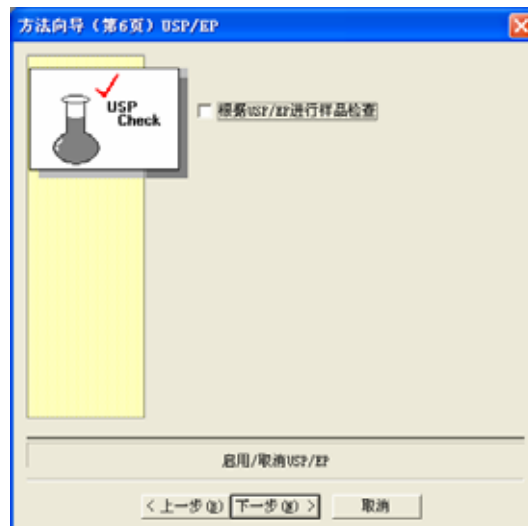 方法向导（第6页）USP/EP
USP
Check
根据USP/EP进行样品检查
启用/取消USP/EP
< 上一步(B)
下一步(N) >
取消